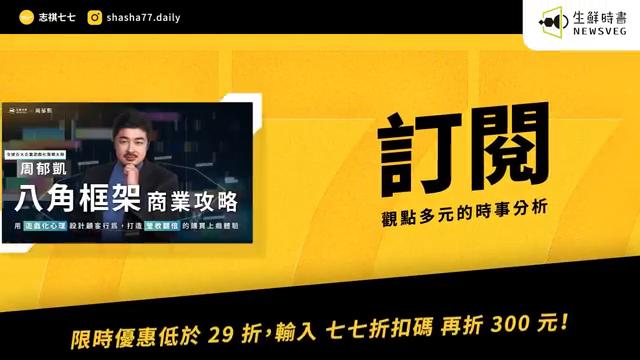 志祺七七
shasha77.daily
生鮮時書
NEWSVEG
周郁凱
八角框架 商業攻略
用 遊戲化心理 設計顧客行為，打造 營收翻倍 的購買上癮體驗
訂閱
觀點多元的時事分析
限時優惠低於 29 折，輸入 七七折扣碼 再折 300 元！